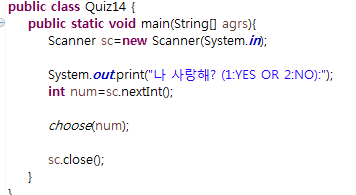 public class Quiz14 {
public static void main(String[] agrs){
Scanner sc=new Scanner(System.in);
System.out.print("나 사랑해? (1:YES OR 2:NO):");
int num=sc.nextInt();
choose(num);
sc.close();
}
}